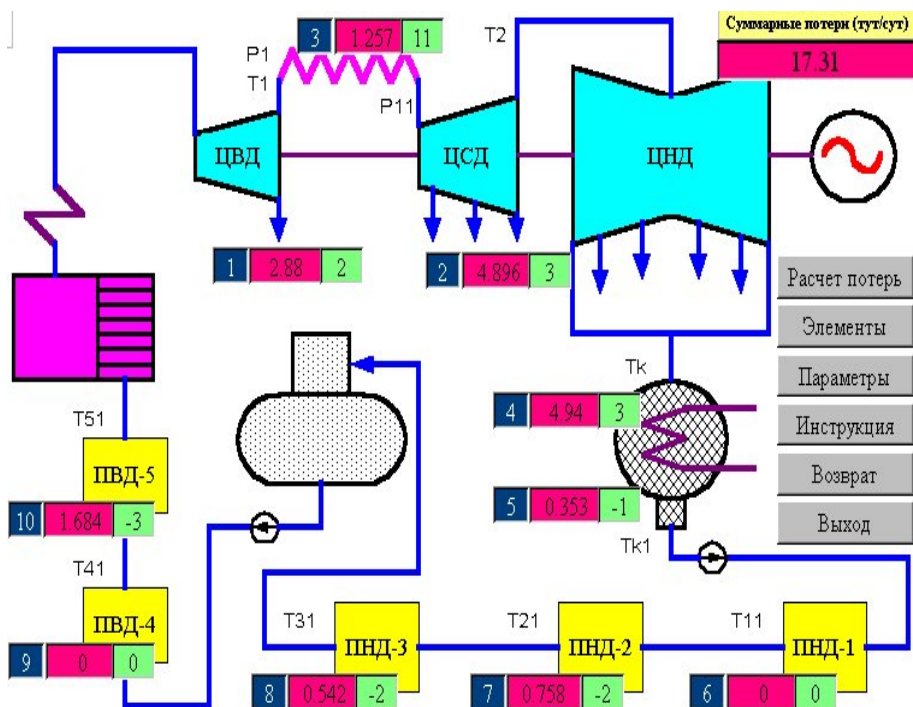 Суммарные потери (тут/сут)
17.31
3 1.257 11
P1
T1
P11
T2
ЦВД
ЦСД
ЦНД
1 2.88 2
2 4.896 3
Расчет потерь
Элементы
Параметры
Инструкция
Возврат
Выход
Tk
4 4.94 3
5 0.353 -1
Tk1
T51
ПВД-5
10 1.684 -3
T41
ПВД-4
9 0 0
T31
ПНД-3
8 0.542 -2
T21
ПНД-2
7 0.758 -2
T11
ПНД-1
6 0 0